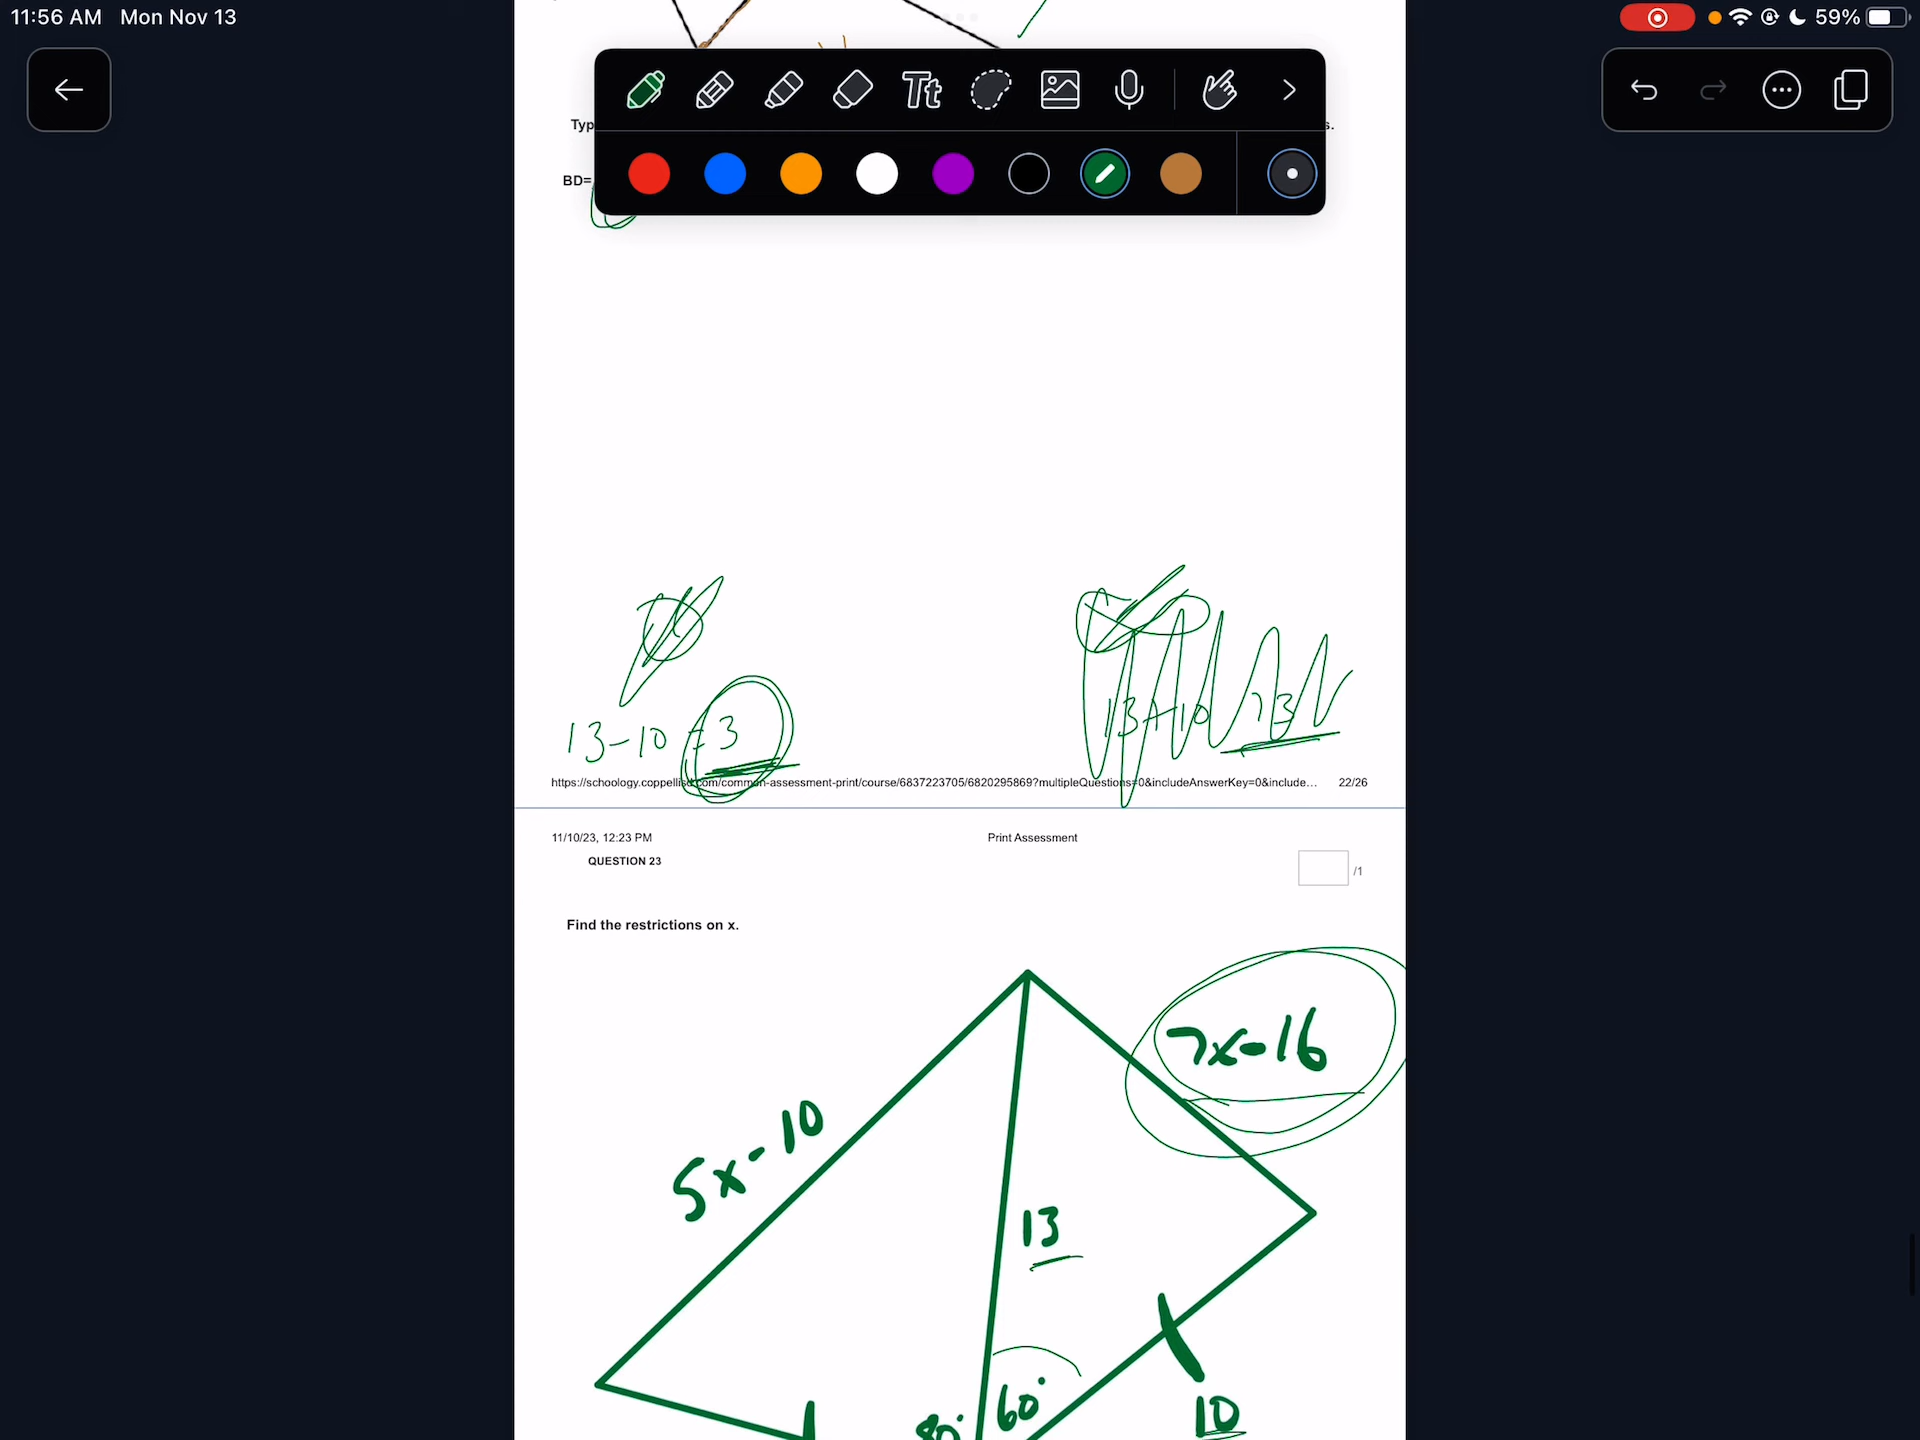 11:56 AM Mon Nov 13
59%
Tt
Typ
s.
BD=
13-10 = 3
13+10 23
https://schoology.coppellisd.com/common-assessment-print/course/6837223705/6820295869?multipleQuestions=0&includeAnswerKey=0&include…
22/26
11/10/23, 12:23 PM
Print Assessment
QUESTION 23
/1
Find the restrictions on x.
7x-16
5x-10
13
60°
80°
10